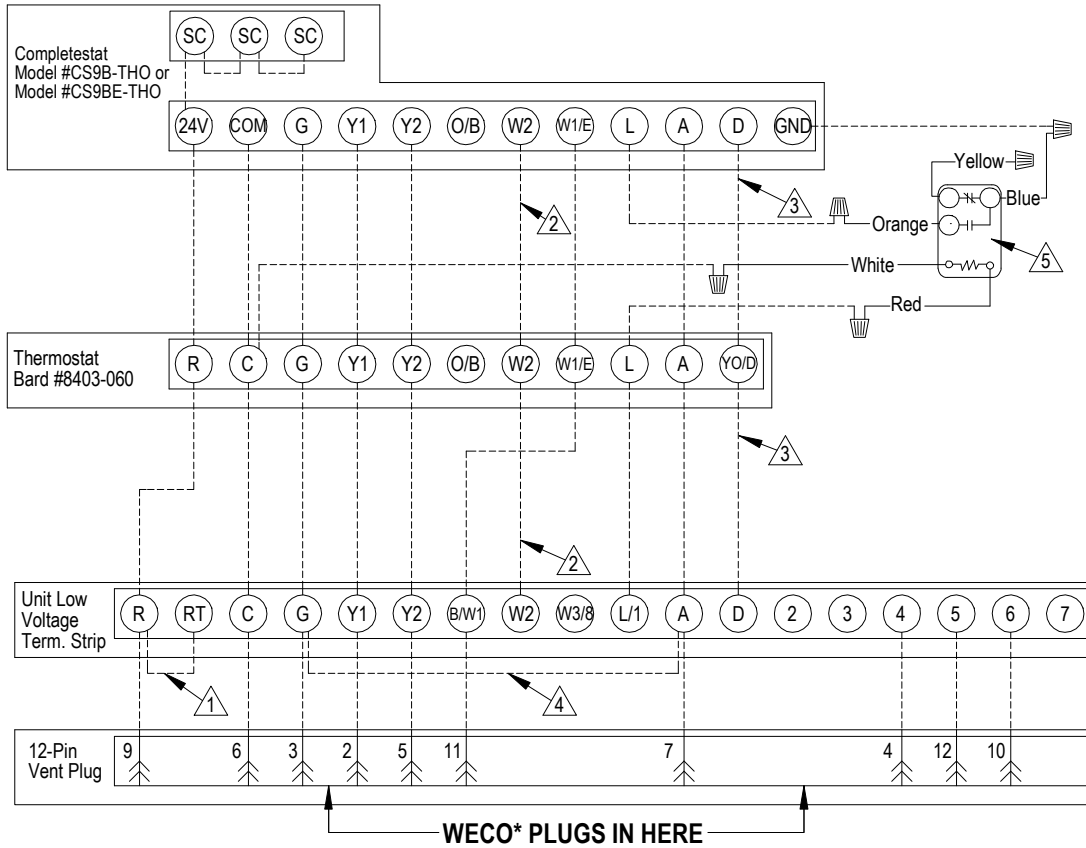 SC SC SC
Completestat
Model #CS9B-THO or
Model #CS9BE-THO
24V COM G Y1 Y2 O/B W2 W1/E L A D GND
Yellow
Blue
2
3
Orange
5
White
Red
Thermostat
Bard #8403-060
R C G Y1 Y2 O/B W2 W1/E L A YO/D
3
2
Unit Low
Voltage
Term. Strip
R RT C G Y1 Y2 B/W1 W2 W3/8 L/1 A D 2 3 4 5 6 7
1
4
12-Pin
Vent Plug
9 6 3 2 5 11 7 4 12 10
WECO* PLUGS IN HERE